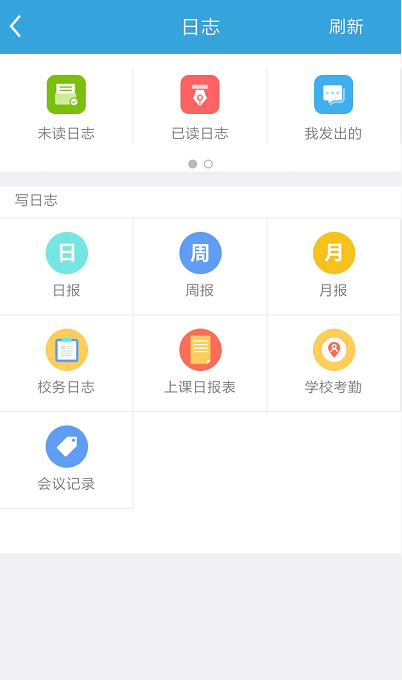 日志 刷新
未读日志 已读日志 我发出的
写日志
日 周 月
日报 周报 月报
校务日志 上课日报表 学校考勤
会议记录